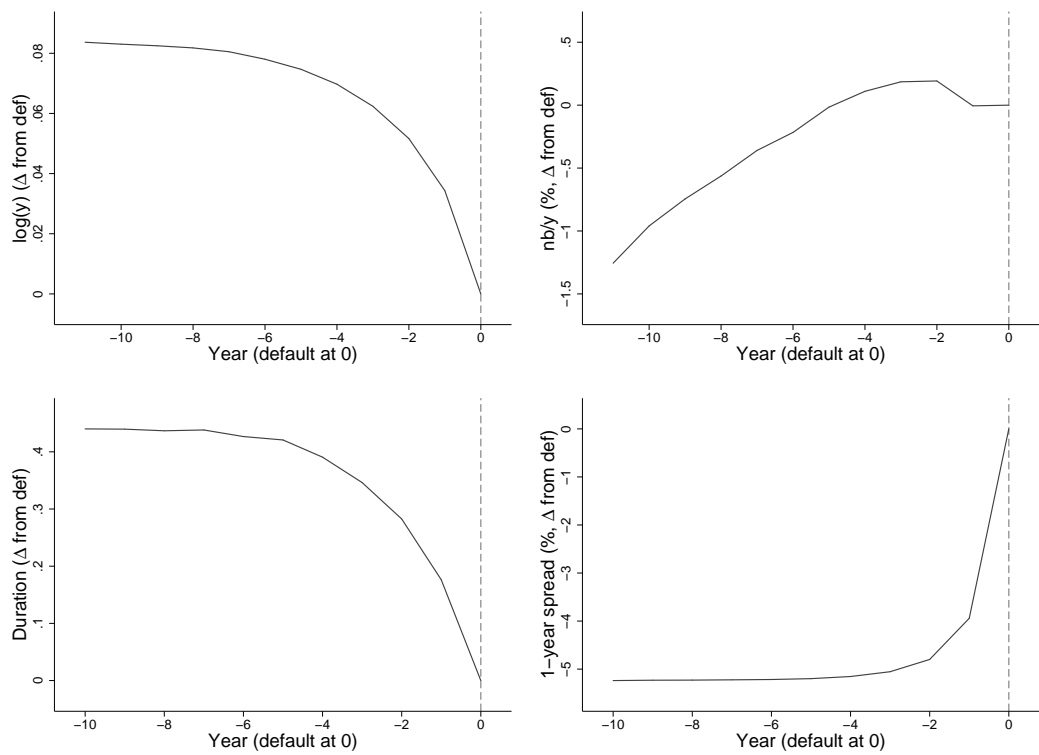 log(y) (Δ from def)
.08
.06
.04
.02
0
−10 −8 −6 −4 −2 0
Year (default at 0)
nb/y (%, Δ from def)
.5
0
−.5
−1
−1.5
−10 −8 −6 −4 −2 0
Year (default at 0)
Duration (Δ from def)
.4
.3
.2
.1
0
−10 −8 −6 −4 −2 0
Year (default at 0)
1−year spread (%, Δ from def)
0
−1
−2
−3
−4
−5
−10 −8 −6 −4 −2 0
Year (default at 0)